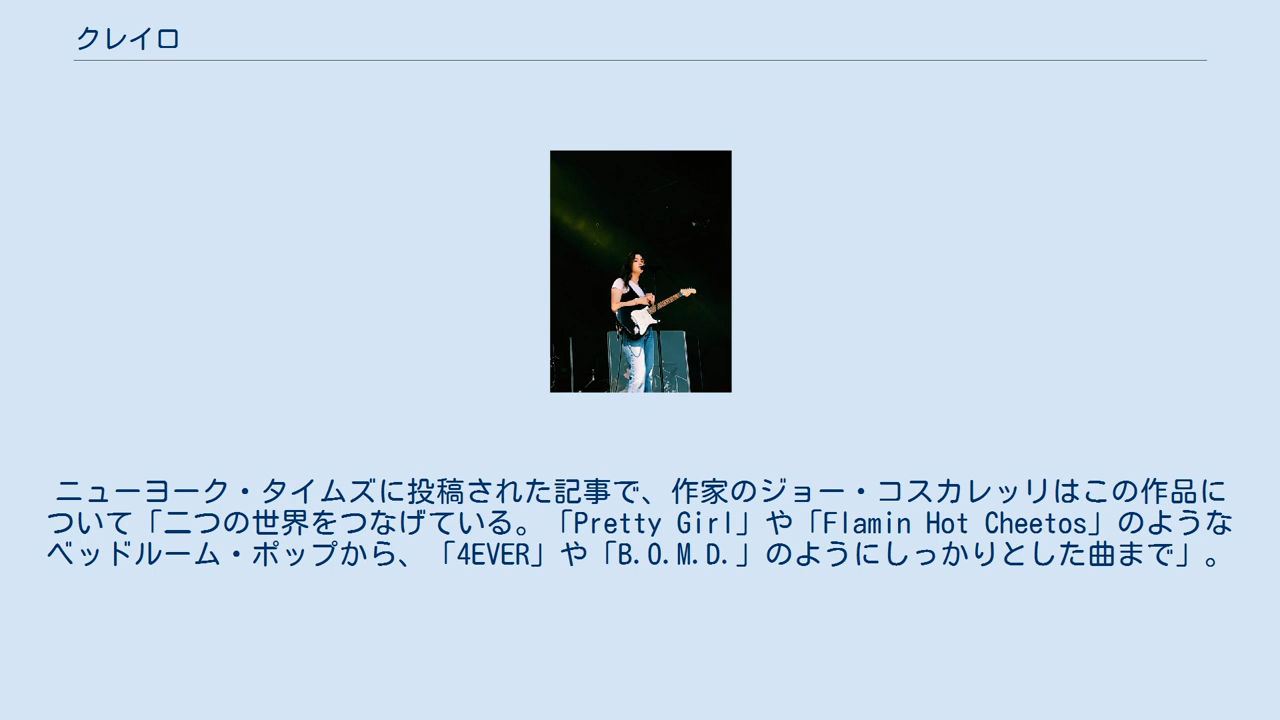 クレイロ
ニューヨーク・タイムズに投稿された記事で、作家のジョー・コスカレッリはこの作品に
ついて「二つの世界をつなげている。「Pretty Girl」や「Flamin Hot Cheetos」のような
ベッドルーム・ポップから、「4EVER」や「B.O.M.D.」のようにしっかりとした曲まで」。